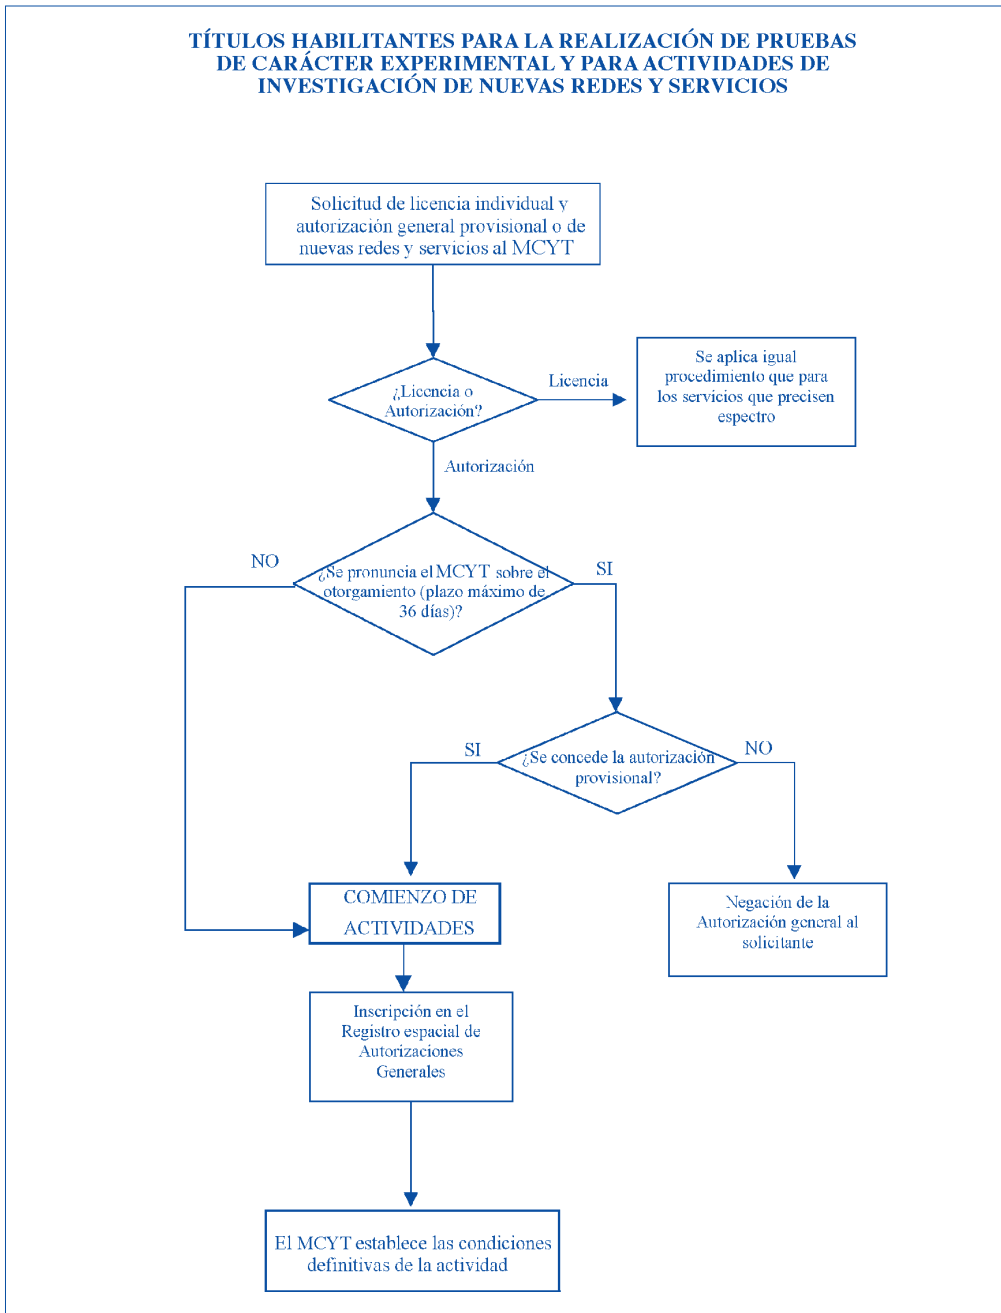 TÍTULOS HABILITANTES PARA LA REALIZACIÓN DE PRUEBAS
DE CARÁCTER EXPERIMENTAL Y PARA ACTIVIDADES DE
INVESTIGACIÓN DE NUEVAS REDES Y SERVICIOS
Solicitud de licencia individual y
autorización general provisional o de
nuevas redes y servicios al MCYT
¿Licencia o
Autorización?
Licencia
Se aplica igual
procedimiento que para
los servicios que precisen
espectro
Autorización
NO
¿Se pronuncia el MCYT sobre el
otorgamiento (plazo máximo de
36 días)?
SI
SI
¿Se concede la autorización
provisional?
NO
COMIENZO DE
ACTIVIDADES
Negación de la
Autorización general al
solicitante
Inscripción en el
Registro espacial de
Autorizaciones
Generales
El MCYT establece las condiciones
definitivas de la actividad